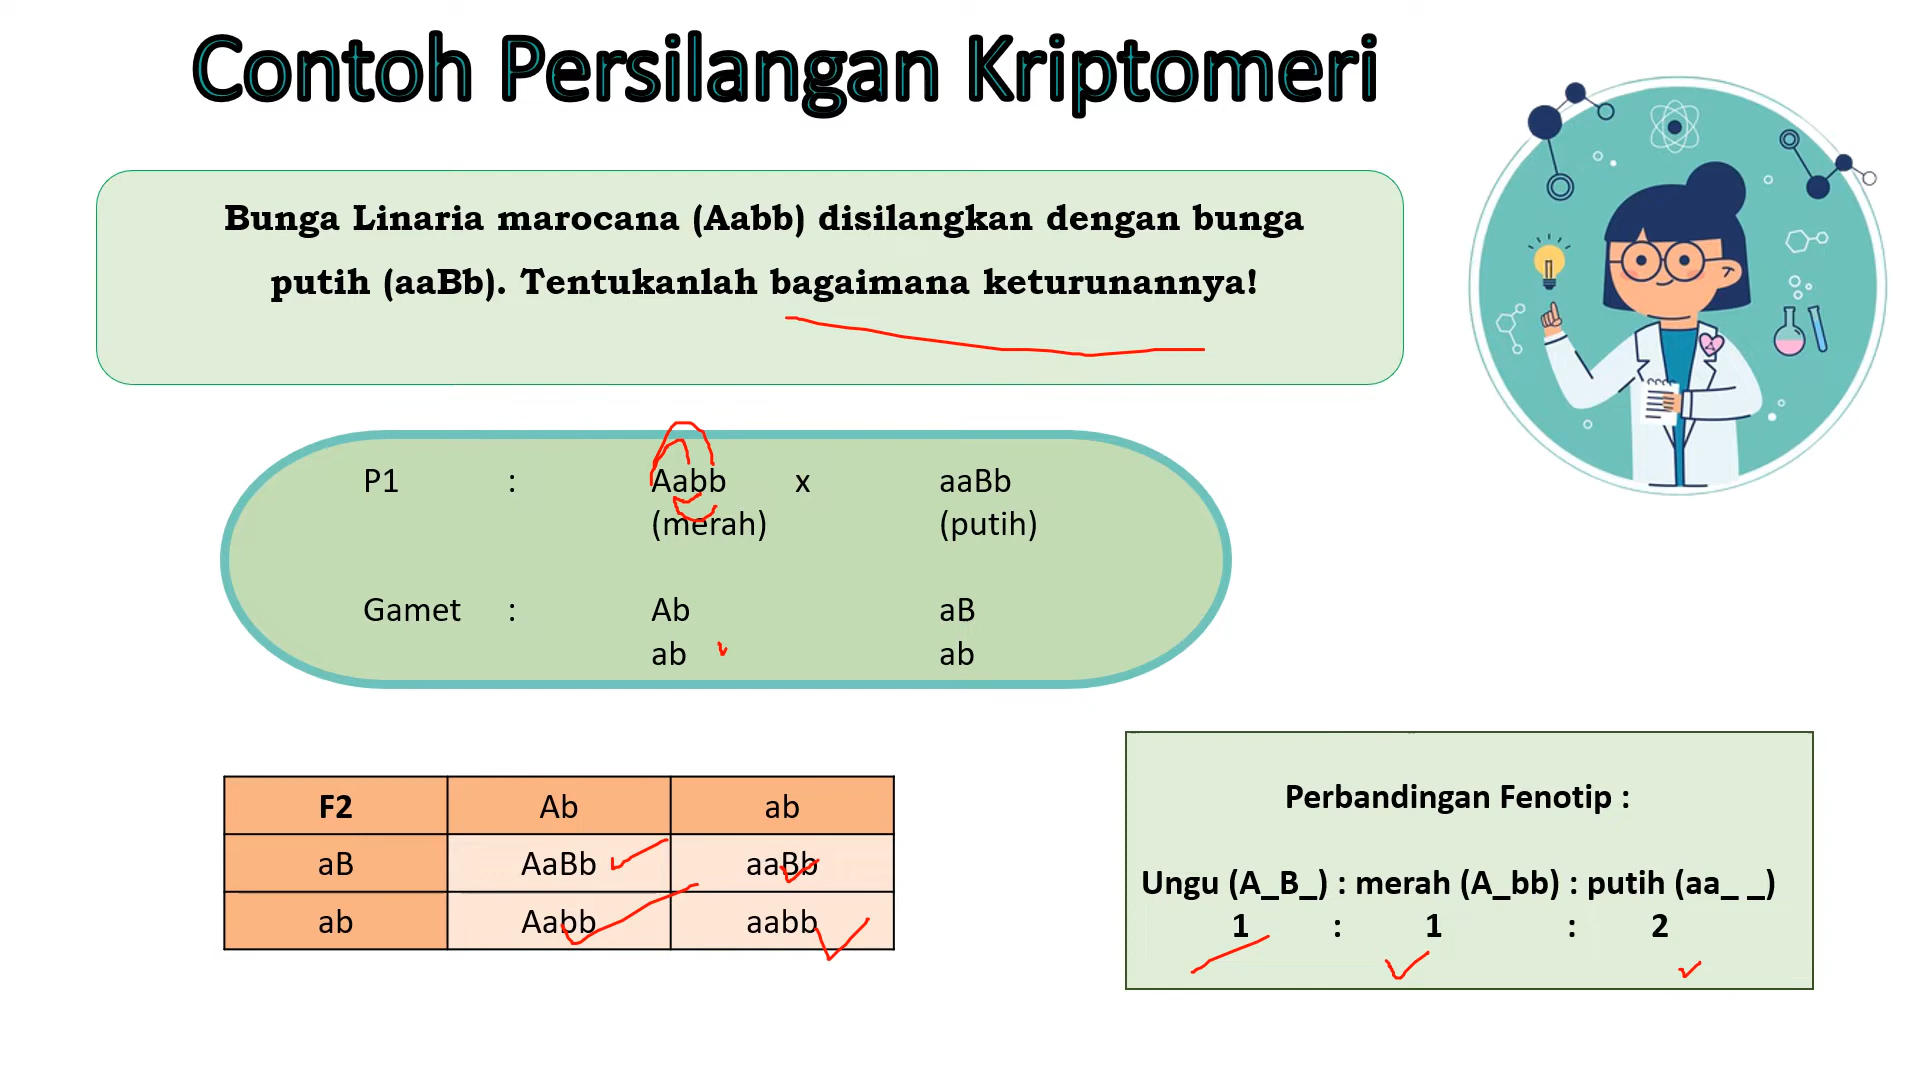 Contoh Persilangan Kriptomeri
Bunga Linaria marocana (Aabb) disilangkan dengan bunga
putih (aaBb). Tentukanlah bagaimana keturunannya!
P1 : Aabb x aaBb
(merah) (putih)
Gamet : Ab aB
ab ab
F2 Ab ab
aB AaBb aaBb
ab Aabb aabb
Perbandingan Fenotip :
Ungu (A_B_) : merah (A_bb) : putih (aa_ _)
1 : 1 : 2